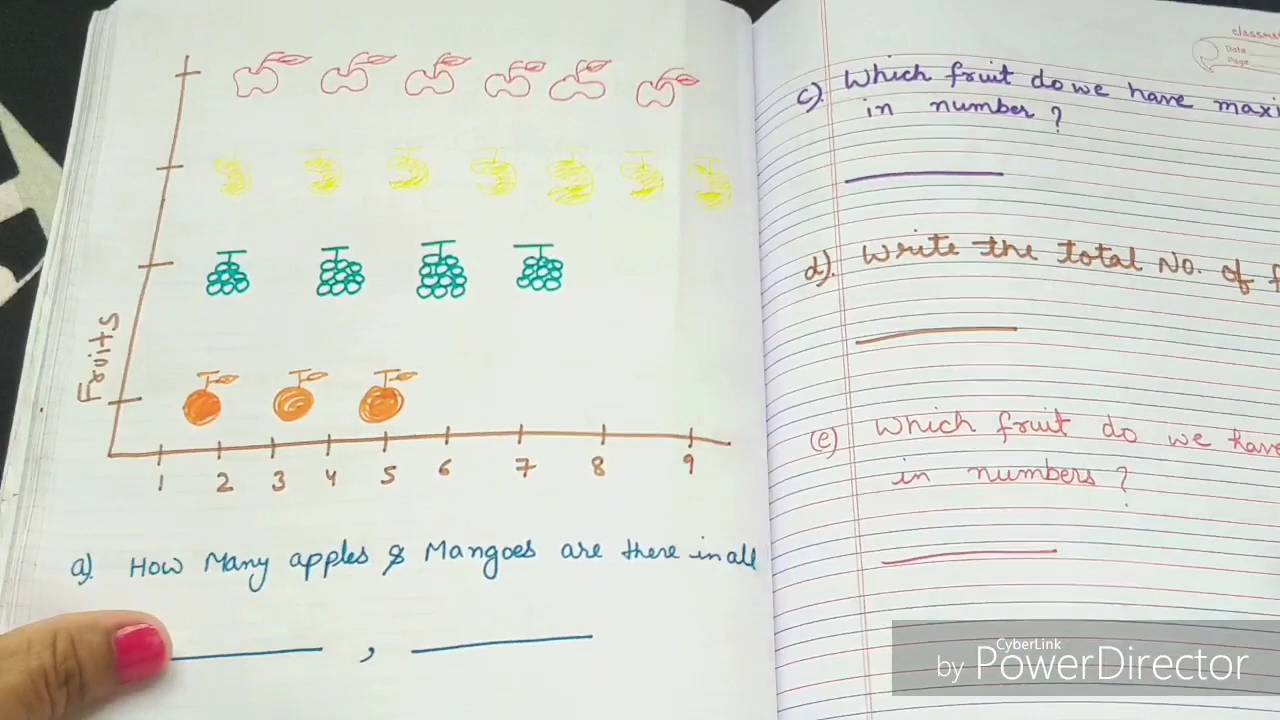 Fruits
1 2 3 4 5 6 7 8 9
a). How Many apples & Mangoes are there in all
,
classma
Date
Page
c). Which fruit do we have maxi
in number ?
d). Write the total No. of f
(e) Which fruit do we have
in numbers ?
CyberLink
by PowerDirector